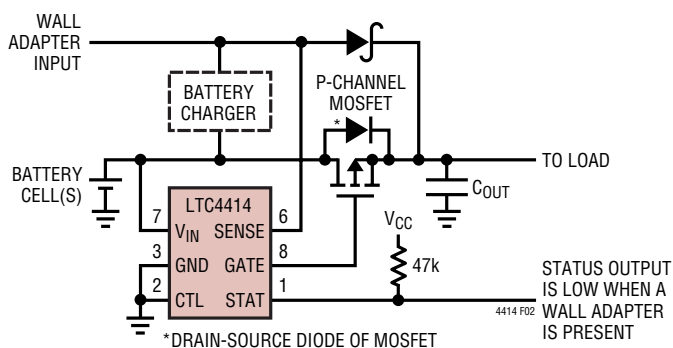 WALL
ADAPTER
INPUT
BATTERY
CHARGER
P-CHANNEL
MOSFET
*
BATTERY
CELL(S)
TO LOAD
COUT
LTC4414
7
VIN
SENSE
6
3
GND
GATE
8
2
CTL
STAT
1
VCC
47k
STATUS OUTPUT
IS LOW WHEN A
WALL ADAPTER
IS PRESENT
4414 F02
*DRAIN-SOURCE DIODE OF MOSFET